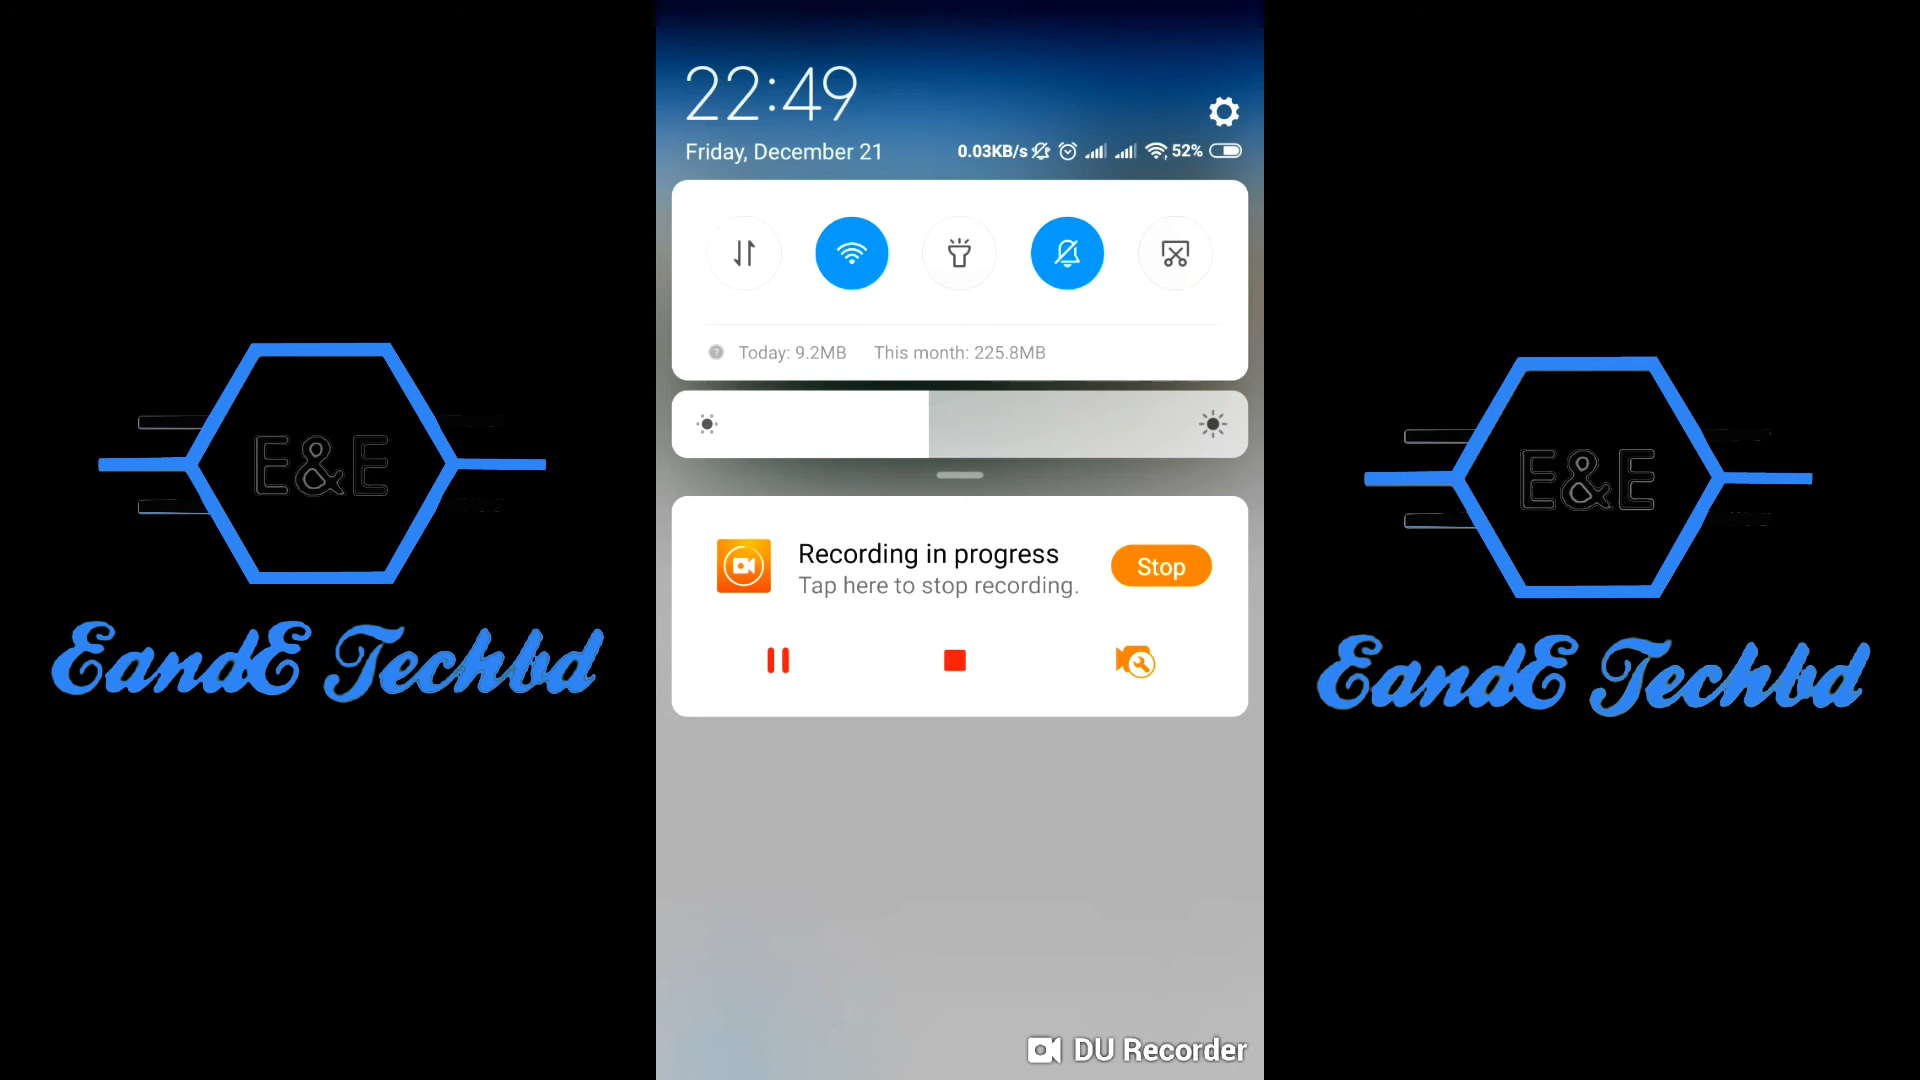 22:49
Friday, December 21
0.03KB/s
52%
Today: 9.2MB This month: 225.8MB
Recording in progress
Tap here to stop recording.
Stop
E&E
EandE Techbd
E&E
EandE Techbd
DU Recorder